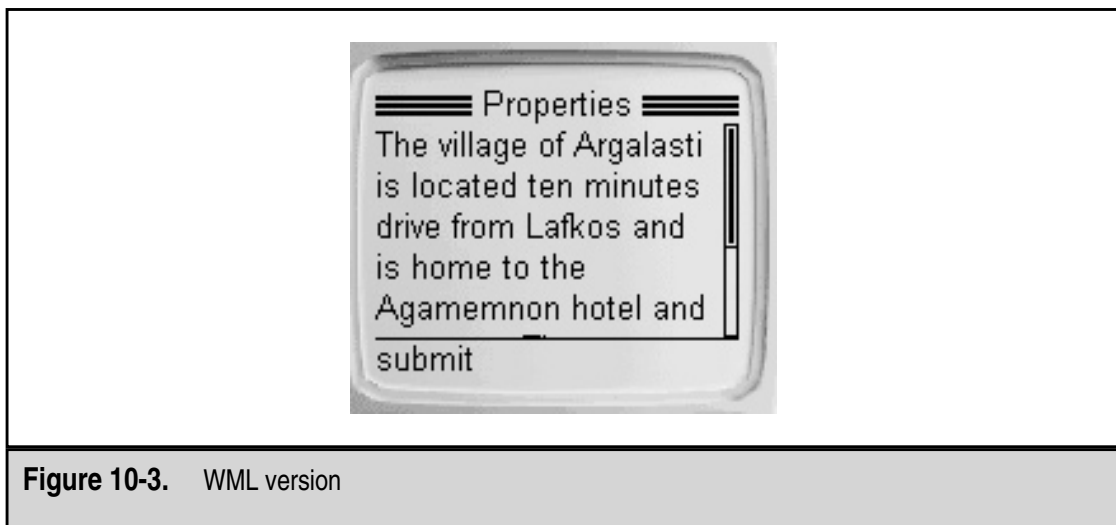 Properties
The village of Argalasti
is located ten minutes
drive from Lafkos and
is home to the
Agamemnon hotel and
submit
Figure 10-3. WML version